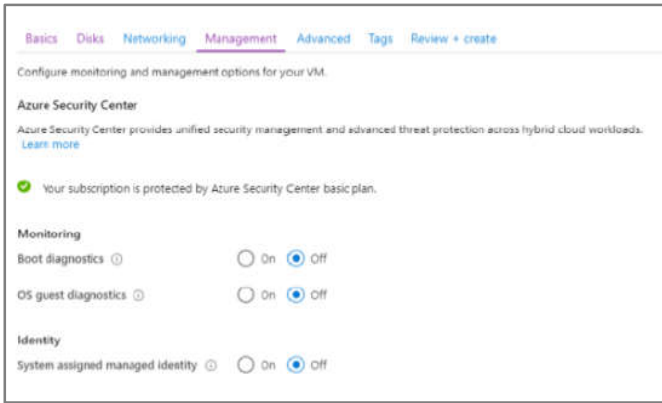 Basics Disks Networking Management Advanced Tags Review + create
Configure monitoring and management options for your VM.
Azure Security Center
Azure Security Center provides unified security management and advanced threat protection across hybrid cloud workloads.
Learn more
Your subscription is protected by Azure Security Center basic plan.
Monitoring
Boot diagnostics On Off
OS guest diagnostics On Off
Identity
System assigned managed identity On Off